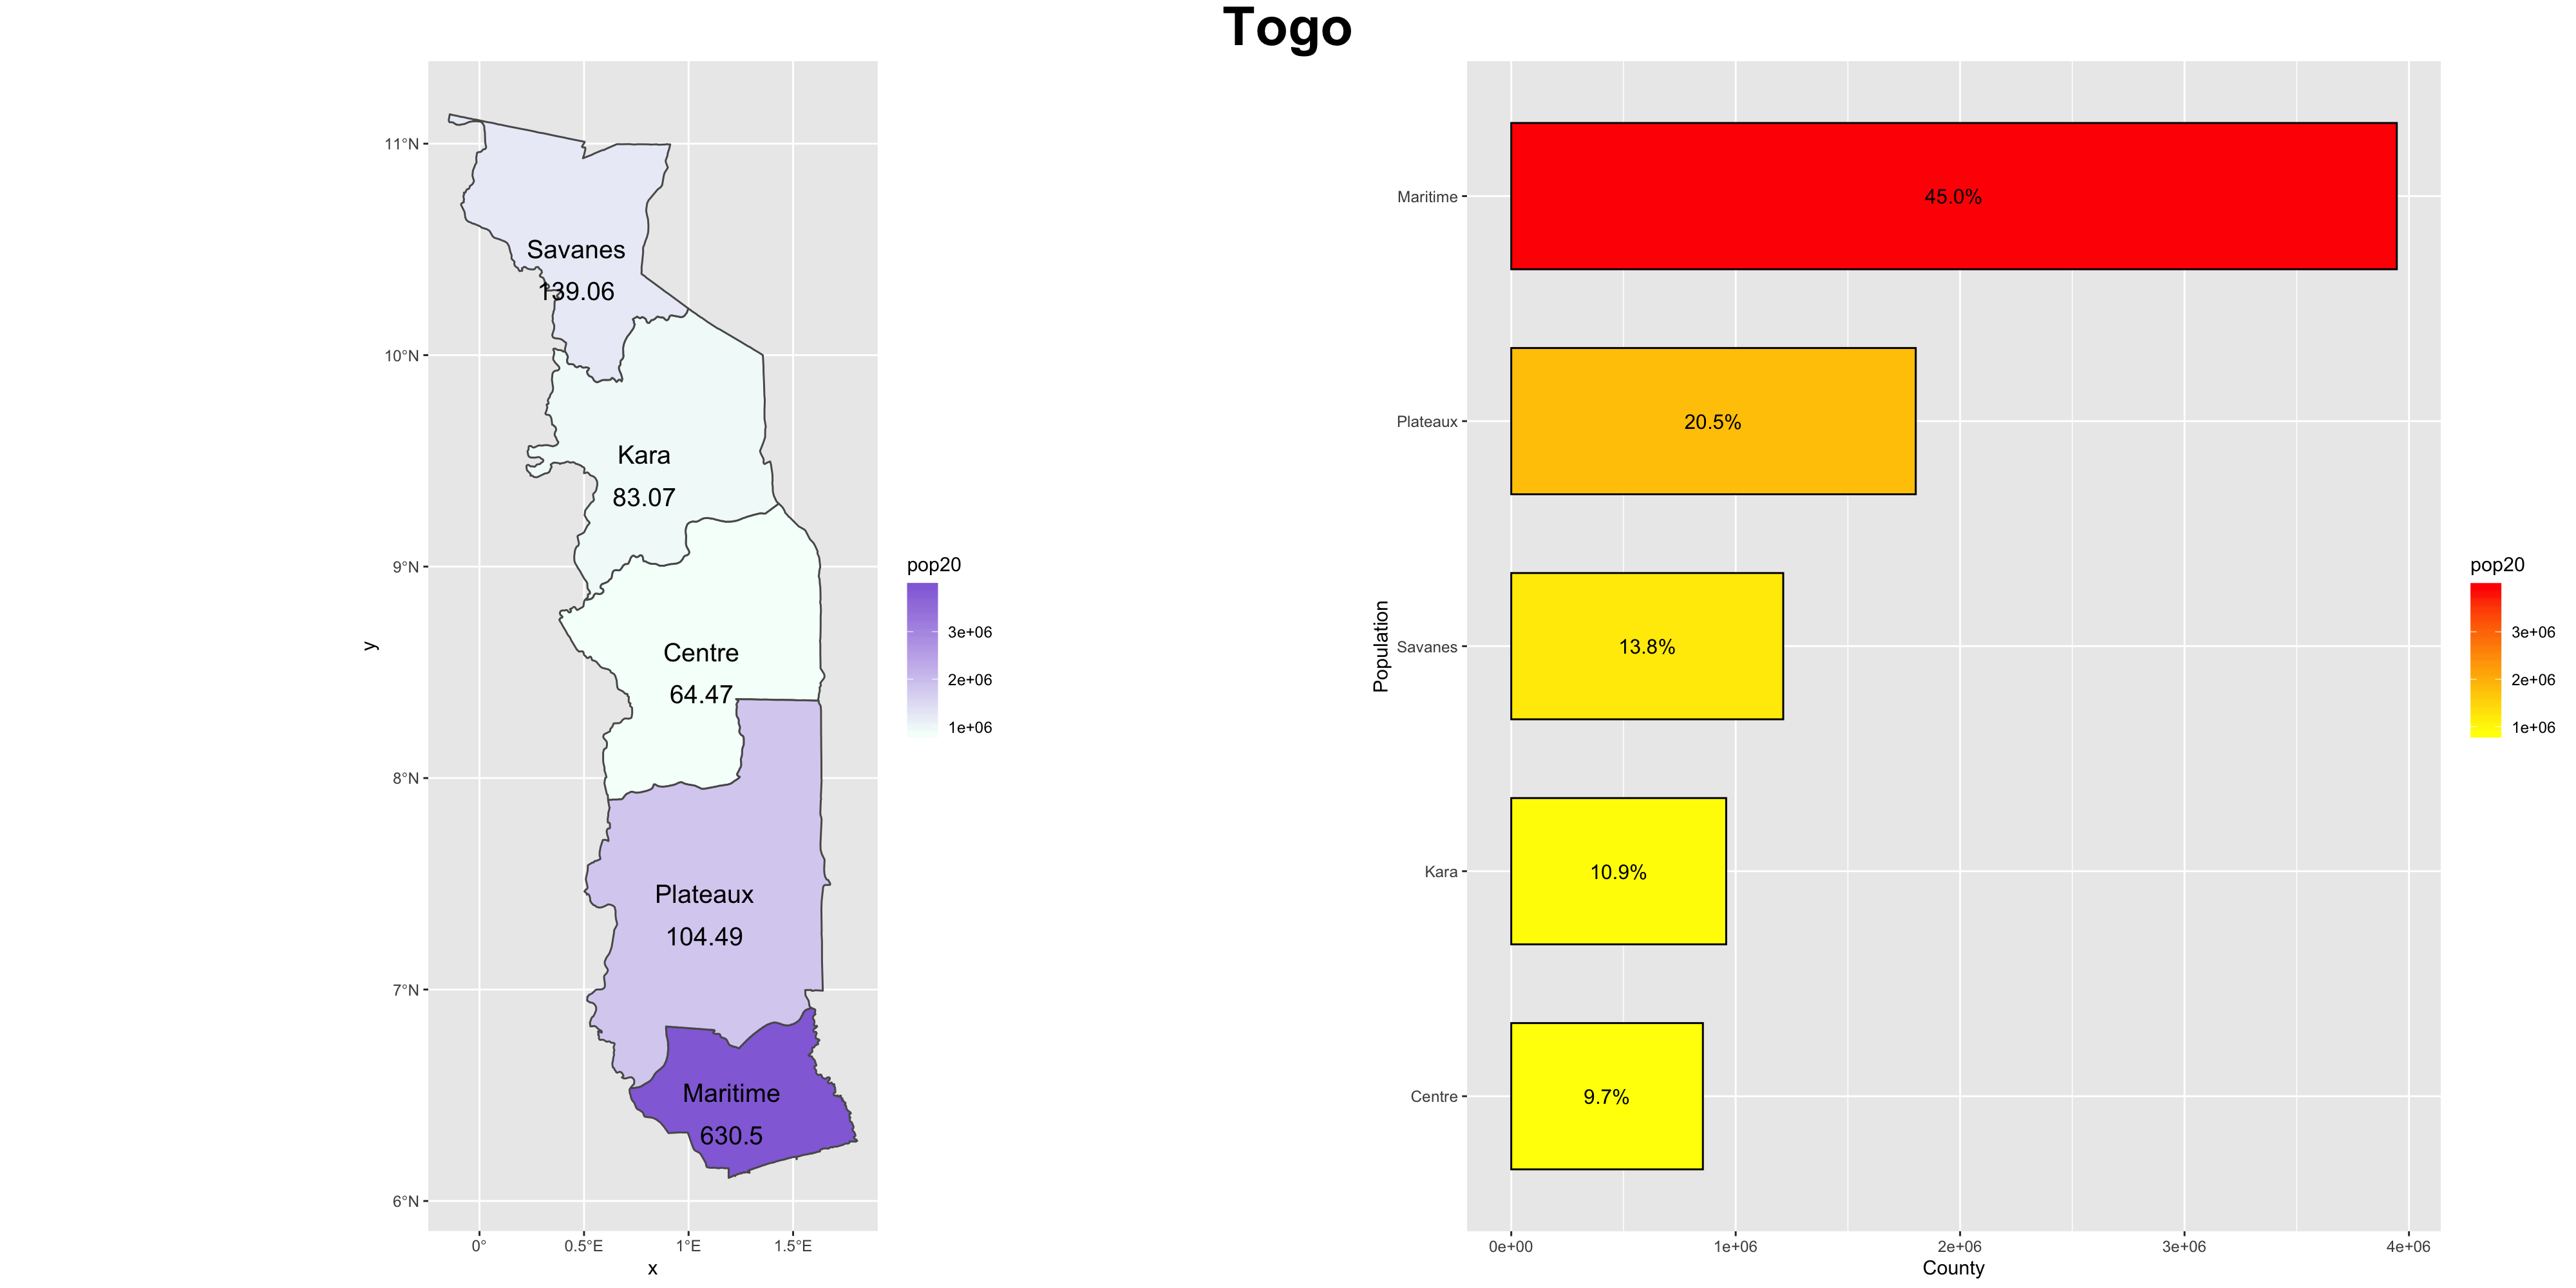 Togo
11°N
10°N
9°N
8°N
7°N
6°N
y
0°
0.5°E
1°E
1.5°E
x
Savanes
139.06
Kara
83.07
Centre
64.47
Plateaux
104.49
Maritime
630.5
pop20
3e+06
2e+06
1e+06
Population
Maritime
Plateaux
Savanes
Kara
Centre
45.0%
20.5%
13.8%
10.9%
9.7%
0e+00
1e+06
2e+06
3e+06
4e+06
County
pop20
3e+06
2e+06
1e+06